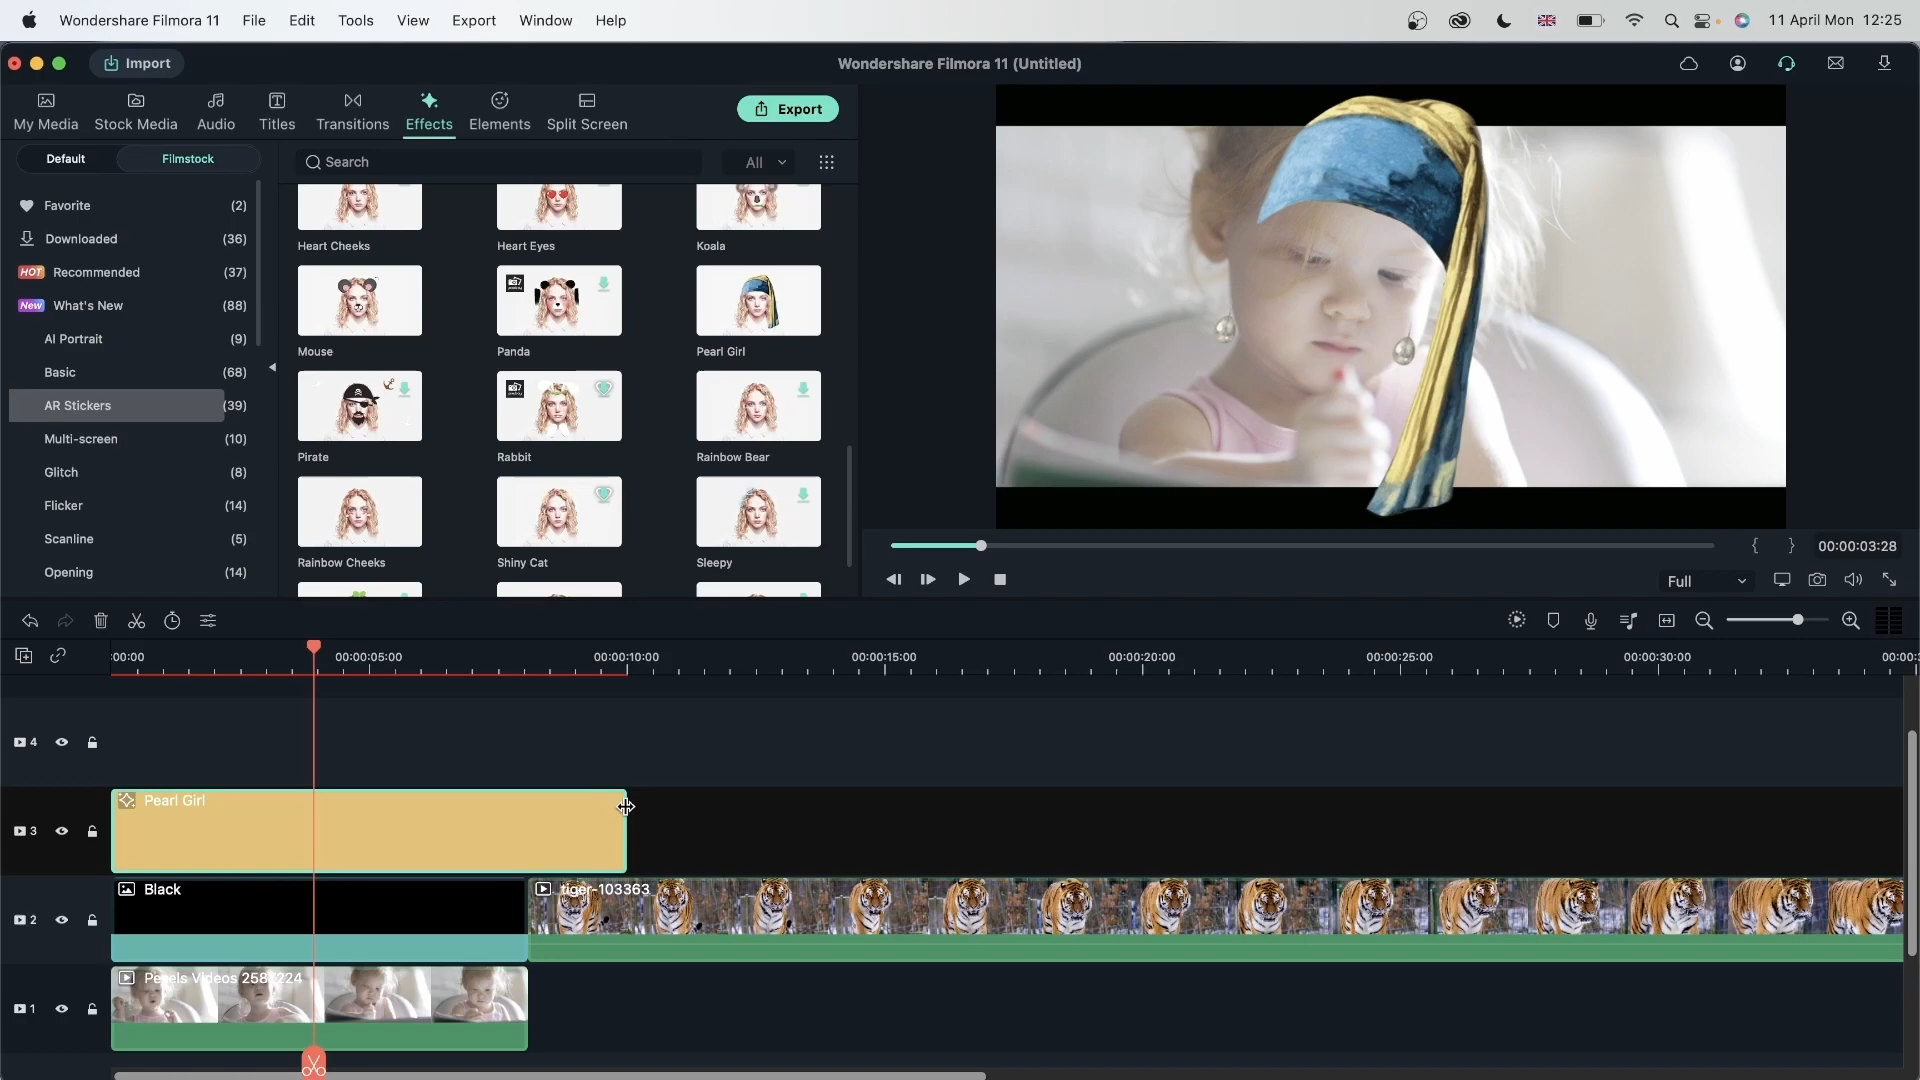 Wondershare Filmora 11 File Edit Tools View Export Window Help 11 April Mon 12:25
Import Wondershare Filmora 11 (Untitled)
My Media Stock Media Audio Titles Transitions Effects Elements Split Screen Export
Default Filmstock Search All
Favorite (2)
Downloaded (36)
HOT Recommended (37)
New What's New (88)
AI Portrait (9)
Basic (68)
AR Stickers (39)
Multi-screen (10)
Glitch (8)
Flicker (14)
Scanline (5)
Opening (14)
Heart Cheeks Heart Eyes Koala
Mouse Panda Pearl Girl
Pirate Rabbit Rainbow Bear
Rainbow Cheeks Shiny Cat Sleepy
{ } 00:00:03:28
Full
:00:00 00:00:05:00 00:00:10:00 00:00:15:00 00:00:20:00 00:00:25:00 00:00:30:00 00:00:
4
3 Pearl Girl
2 Black tiger-103363
1 Pexels Videos 258 224